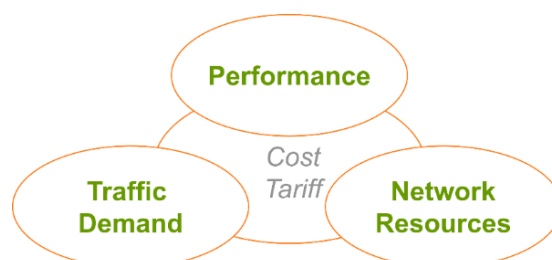 Performance
Cost
Tariff
Traffic
Demand
Network
Resources